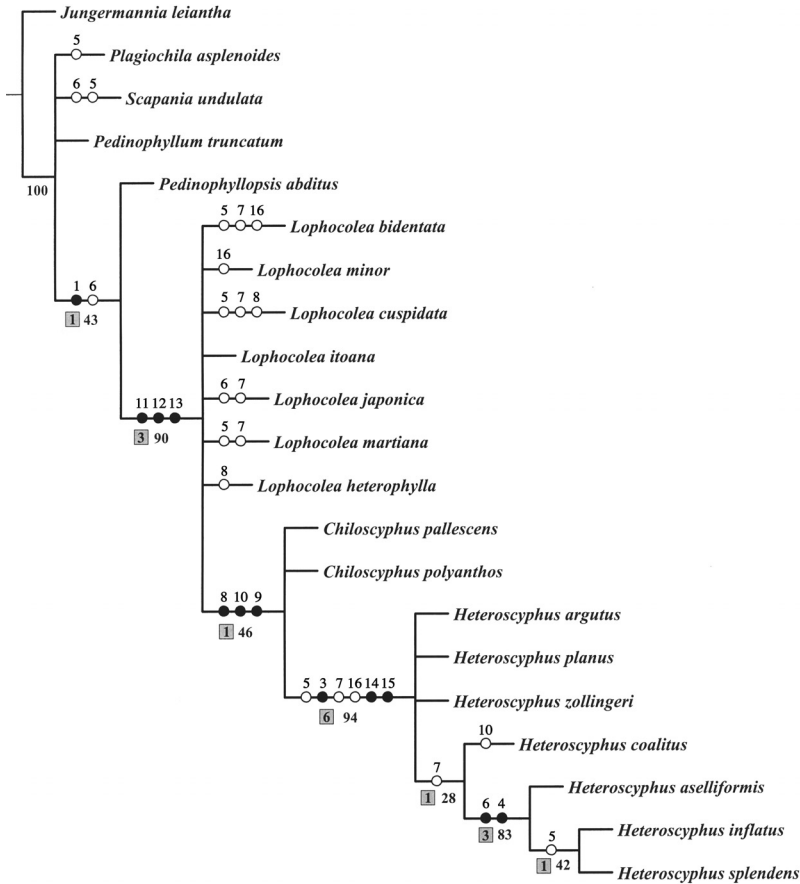 Jungermannia leiantha
5
Plagiochila asplenoides
6 5
Scapania undulata
Pedinophyllum truncatum
100
Pedinophyllopsis abditus
5 7 16
Lophocolea bidentata
16
Lophocolea minor
1 6
5 7 8
Lophocolea cuspidata
1 43
Lophocolea itoana
6 7
Lophocolea japonica
11 12 13
5 7
3 90
Lophocolea martiana
8
Lophocolea heterophylla
Chiloscyphus pallescens
Chiloscyphus polyanthos
8 10 9
1 46
Heteroscyphus argutus
Heteroscyphus planus
5 3 7 16 14 15
6 94
Heteroscyphus zollingeri
10
Heteroscyphus coalitus
7
1 28
Heteroscyphus aselliformis
6 4
3 83
Heteroscyphus inflatus
5
1 42
Heteroscyphus splendens